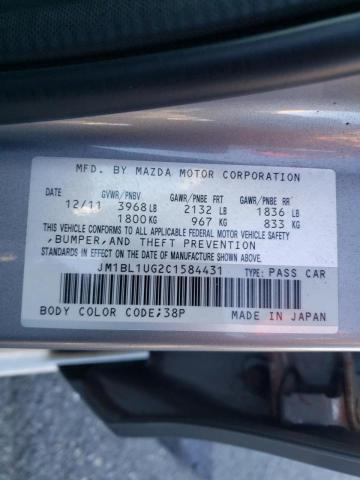 MFD. BY MAZDA MOTOR CORPORATION
DATE GVWR/PNBV GAWR/PNBE FRT GAWR/PNBE RR
12/11 3968 LB 2132 LB 1836 LB
1800 KG 967 KG 833 KG
THIS VEHICLE CONFORMS TO ALL APPLICABLE FEDERAL MOTOR VEHICLE SAFETY
,BUMPER,AND THEFT PREVENTION
STANDARDS IN EFFECT ON THE DATE OF MANUFACTURE SHOWN ABOVE.
JM1BL1UG2C1584431 TYPE: PASS CAR
BODY COLOR CODE;38P MADE IN JAPAN